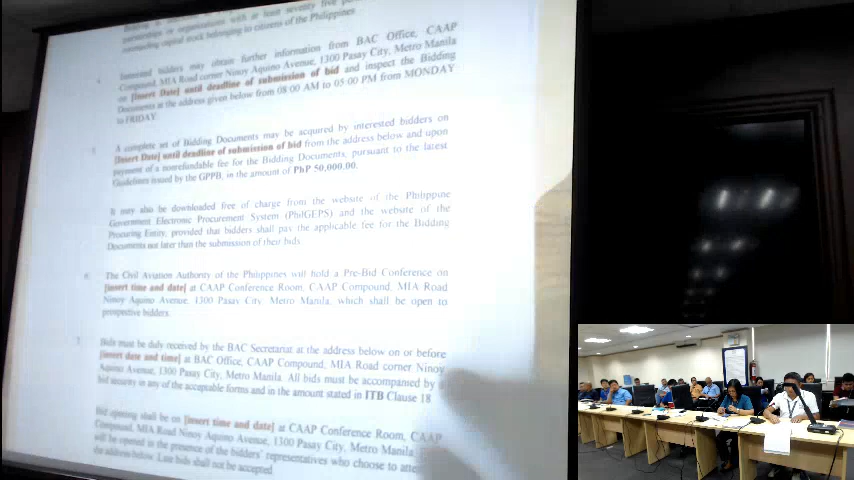 partnerships, or organizations with at least seventy five
outstanding capital stock belonging to citizens of the Philippines
Interested bidders may obtain further information from BAC Office, CAAP
Compound, MIA Road corner Ninoy Aquino Avenue, 1300 Pasay City, Metro Manila
on [Insert Date] until deadline of submission of bid and inspect the Bidding
Documents at the address given below from 08:00 AM to 05:00 PM from MONDAY
to FRIDAY
A complete set of Bidding Documents may be acquired by interested bidders on
[Insert Date] until deadline of submission of bid from the address below and upon
payment of a nonrefundable fee for the Bidding Documents, pursuant to the latest
Guidelines issued by the GPPB, in the amount of PhP 50,000.00.
It may also be downloaded free of charge from the website of the Philippine
Government Electronic Procurement System (PhilGEPS) and the website of the
Procuring Entity, provided that bidders shall pay the applicable fee for the Bidding
Documents not later than the submission of their bids.
6. The Civil Aviation Authority of the Philippines will hold a Pre-Bid Conference on
[insert time and date] at CAAP Conference Room, CAAP Compound, MIA Road
Ninoy Aquino Avenue, 1300 Pasay City, Metro Manila, which shall be open to
prospective bidders.
7. Bids must be duly received by the BAC Secretariat at the address below on or before
[insert date and time] at BAC Office, CAAP Compound, MIA Road corner Ninoy
Aquino Avenue, 1300 Pasay City, Metro Manila. All bids must be accompanied by a
bid security in any of the acceptable forms and in the amount stated in ITB Clause 18
Bid opening shall be on [insert time and date] at CAAP Conference Room, CAAP
Compound, MIA Road Ninoy Aquino Avenue, 1300 Pasay City, Metro Manila.
will be opened in the presence of the bidders' representatives who choose to
the address below. Late bids shall not be accepted.